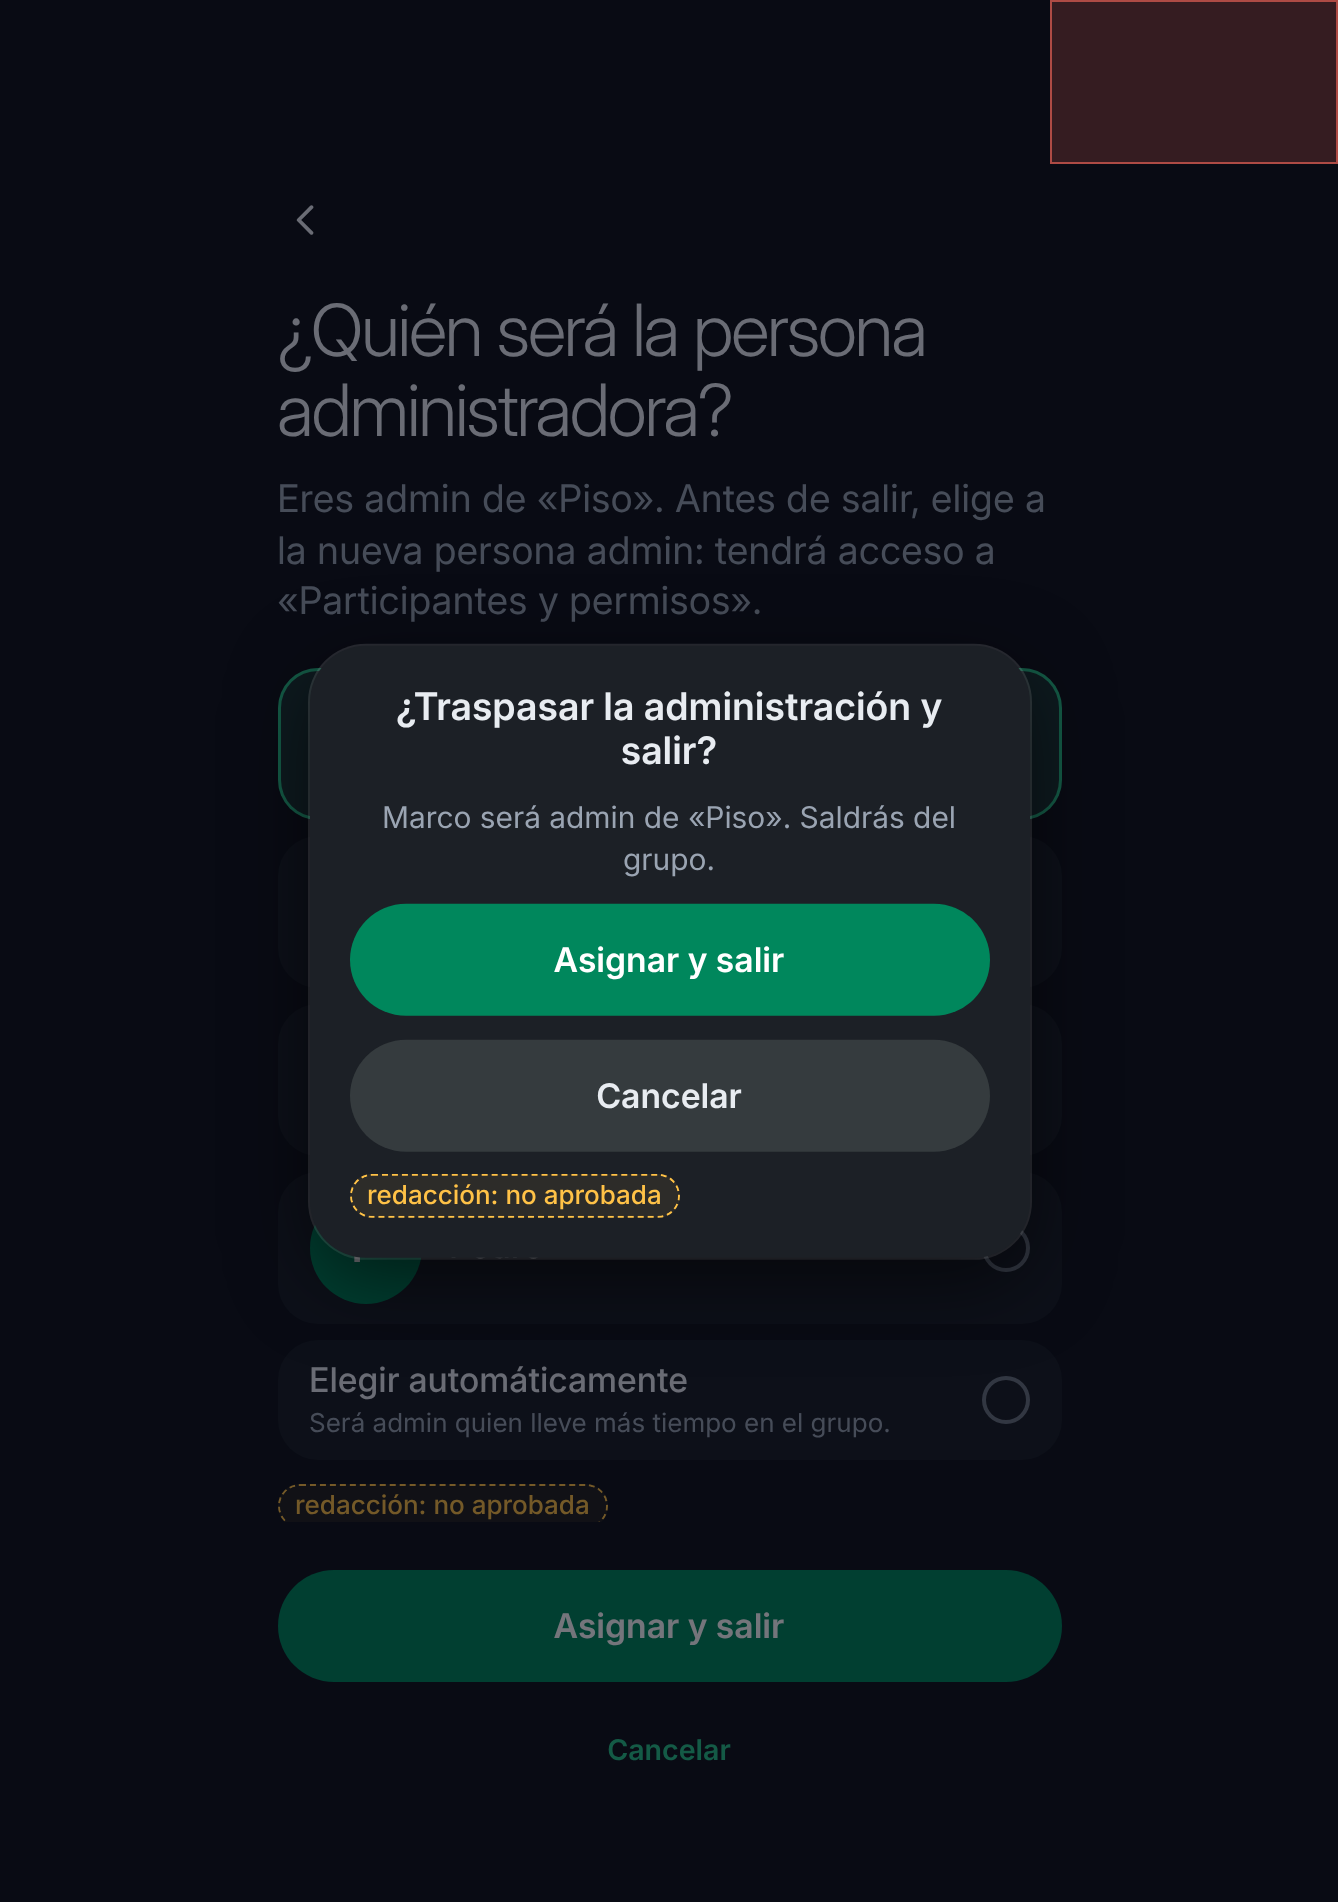 ¿Quién será la persona
administradora?
Eres admin de «Piso». Antes de salir, elige a
la nueva persona admin: tendrá acceso a
«Participantes y permisos».
¿Traspasar la administración y
salir?
Marco será admin de «Piso». Saldrás del
grupo.
Asignar y salir
Cancelar
redacción: no aprobada
Elegir automáticamente
Será admin quien lleve más tiempo en el grupo.
redacción: no aprobada
Asignar y salir
Cancelar